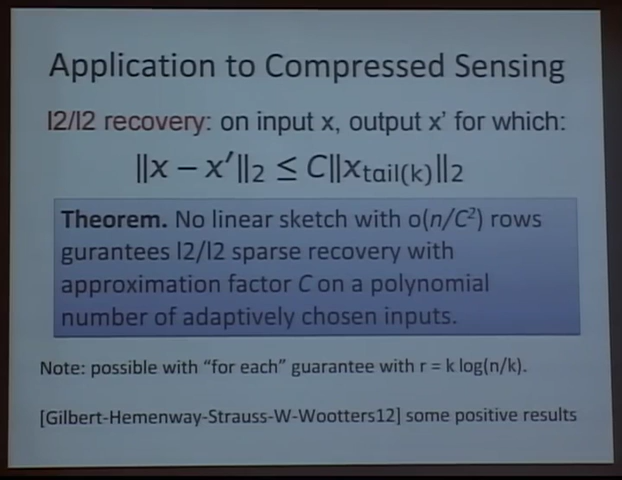 Application to Compressed Sensing
l2/l2 recovery: on input x, output x' for which:
||x − x′||₂ ≤ C||x_tail(k)||₂
Theorem. No linear sketch with o(n/C²) rows
gurantees l2/l2 sparse recovery with
approximation factor C on a polynomial
number of adaptively chosen inputs.
Note: possible with “for each” guarantee with r = k log(n/k).
[Gilbert-Hemenway-Strauss-W-Wootters12] some positive results